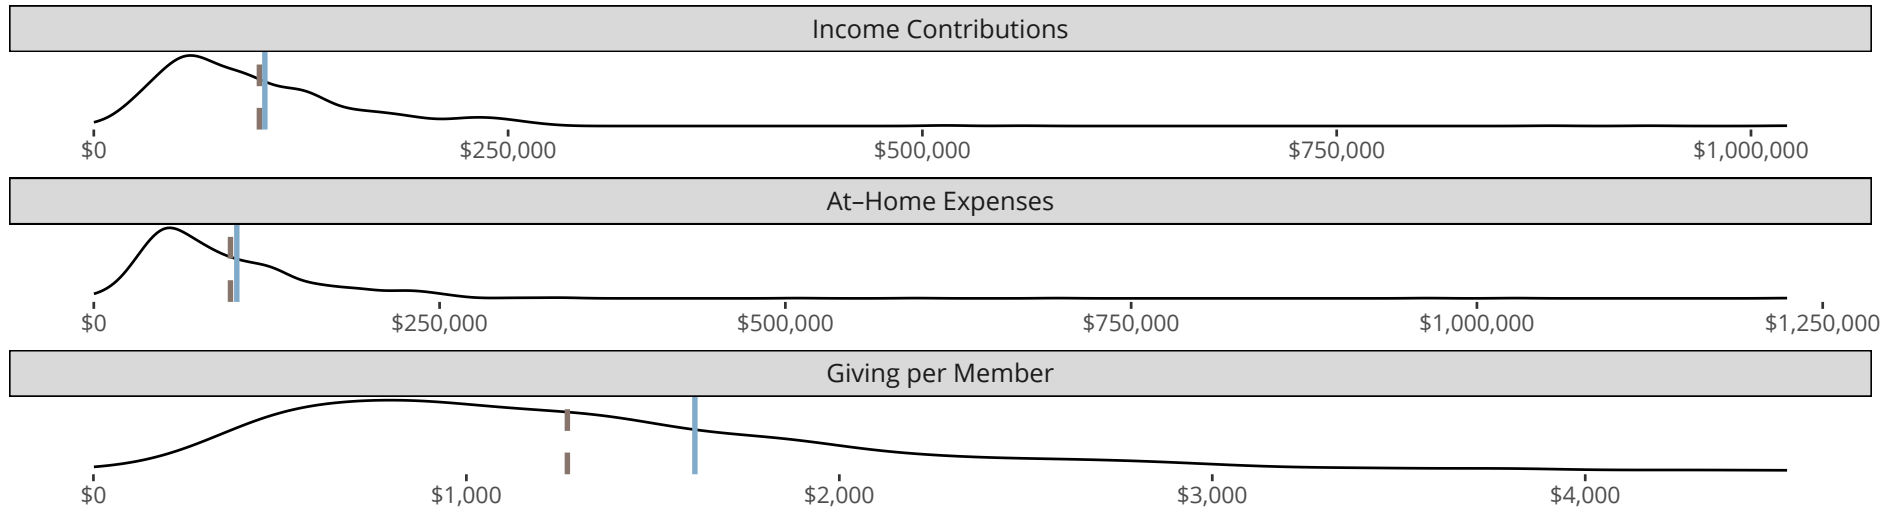 Income Contributions
$0 $250,000 $500,000 $750,000 $1,000,000
At–Home Expenses
$0 $250,000 $500,000 $750,000 $1,000,000 $1,250,000
Giving per Member
$0 $1,000 $2,000 $3,000 $4,000